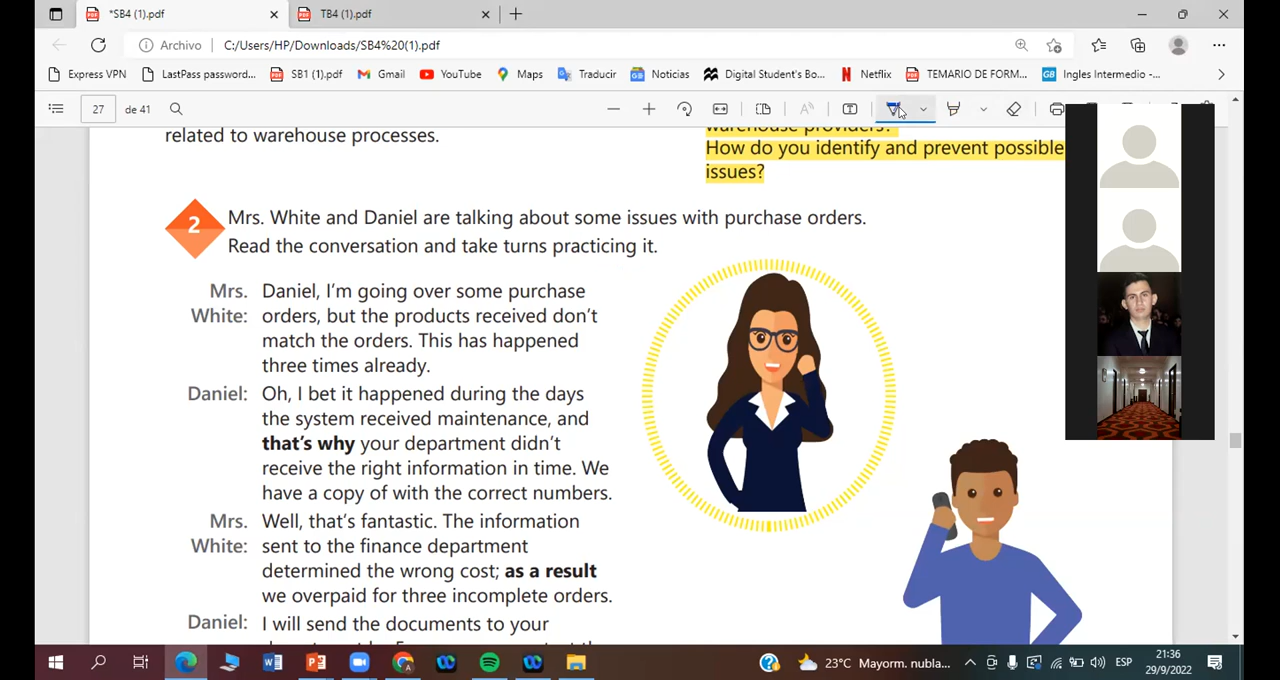 *SB4 (1).pdf
TB4 (1).pdf
Archivo
C:/Users/HP/Downloads/SB4%20(1).pdf
Express VPN
LastPass password...
SB1 (1).pdf
Gmail
YouTube
Maps
Traducir
Noticias
Digital Student's Bo...
Netflix
TEMARIO DE FORM...
Ingles Intermedio -...
27
de 41
related to warehouse processes.
warehouse providers?
How do you identify and prevent possible
issues?
2
Mrs. White and Daniel are talking about some issues with purchase orders.
Read the conversation and take turns practicing it.
Mrs. Daniel, I'm going over some purchase
White: orders, but the products received don't
match the orders. This has happened
three times already.
Daniel: Oh, I bet it happened during the days
the system received maintenance, and
that's why your department didn't
receive the right information in time. We
have a copy of with the correct numbers.
Mrs. Well, that's fantastic. The information
White: sent to the finance department
determined the wrong cost; as a result
we overpaid for three incomplete orders.
Daniel: I will send the documents to your
23°C Mayorm. nubla...
ESP
21:36
29/9/2022